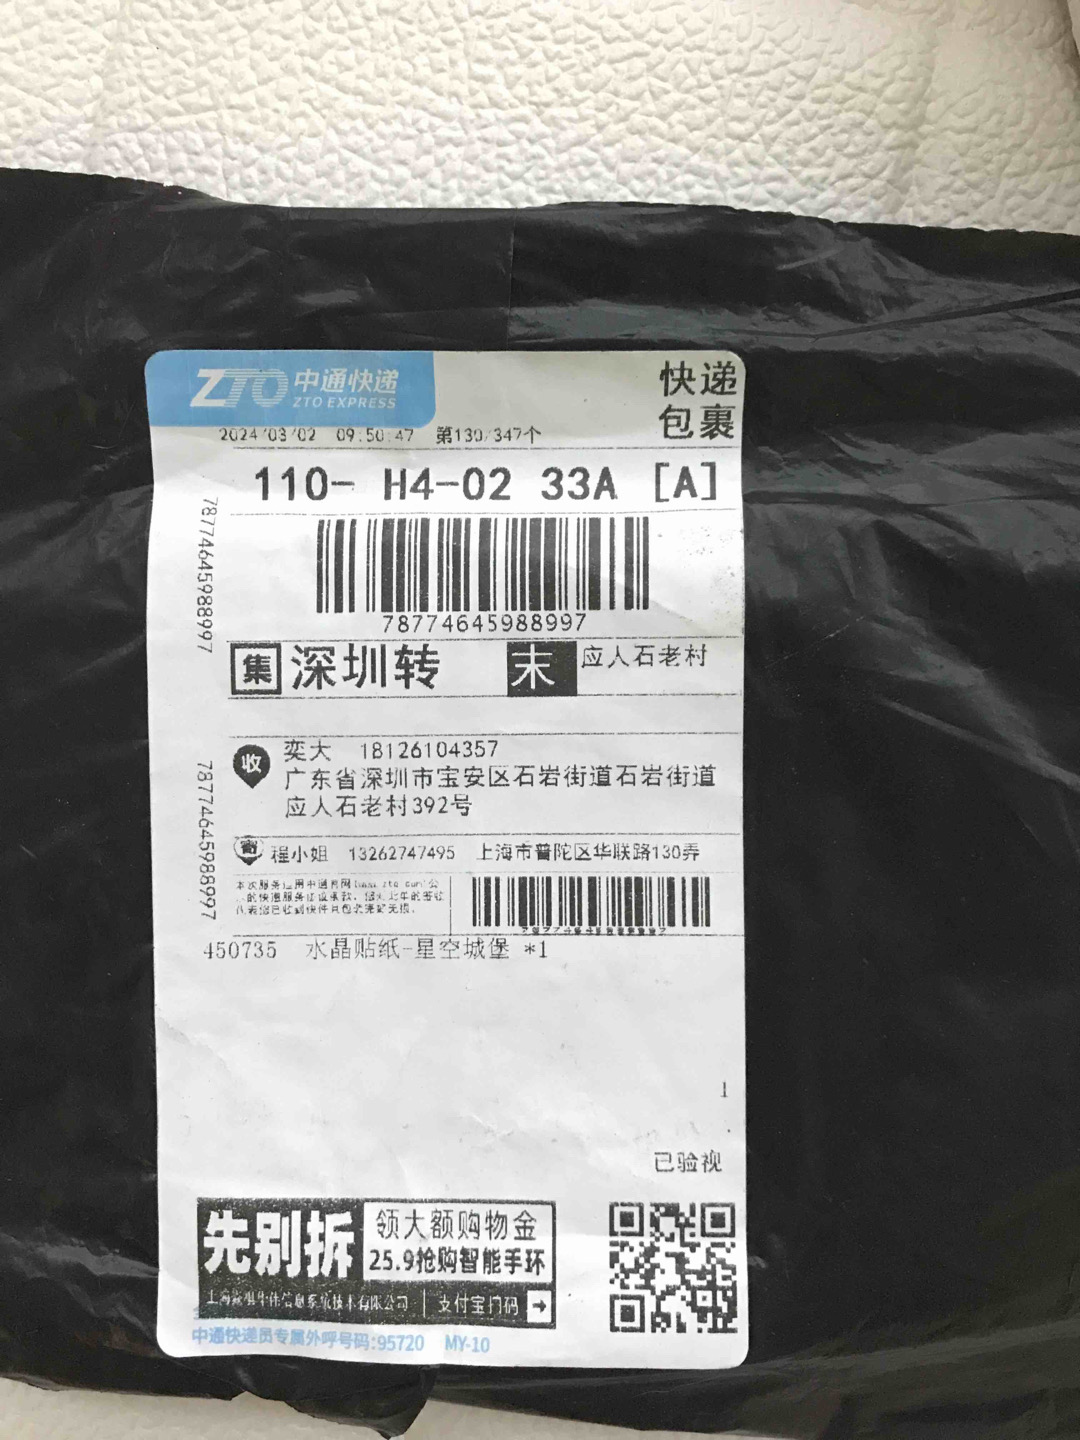 ZTO 中通快递
ZTO EXPRESS
快递
包裹
2024/03/02 09:50:47 第130/347个
110- H4-02 33A [A]
78774645988997
78774645988997
集 深圳转 末 应人石老村
收 奕大 18126104357
广东省深圳市宝安区石岩街道石岩街道
应人石老村392号
78774645988997
寄 程小姐 13262747495 上海市普陀区华联路130弄
450735 水晶贴纸-星空城堡 *1
1
已验视
先别拆 领大额购物金
25.9抢购智能手环
支付宝扫码
中通快递员专属外呼号码:95720 MY-10